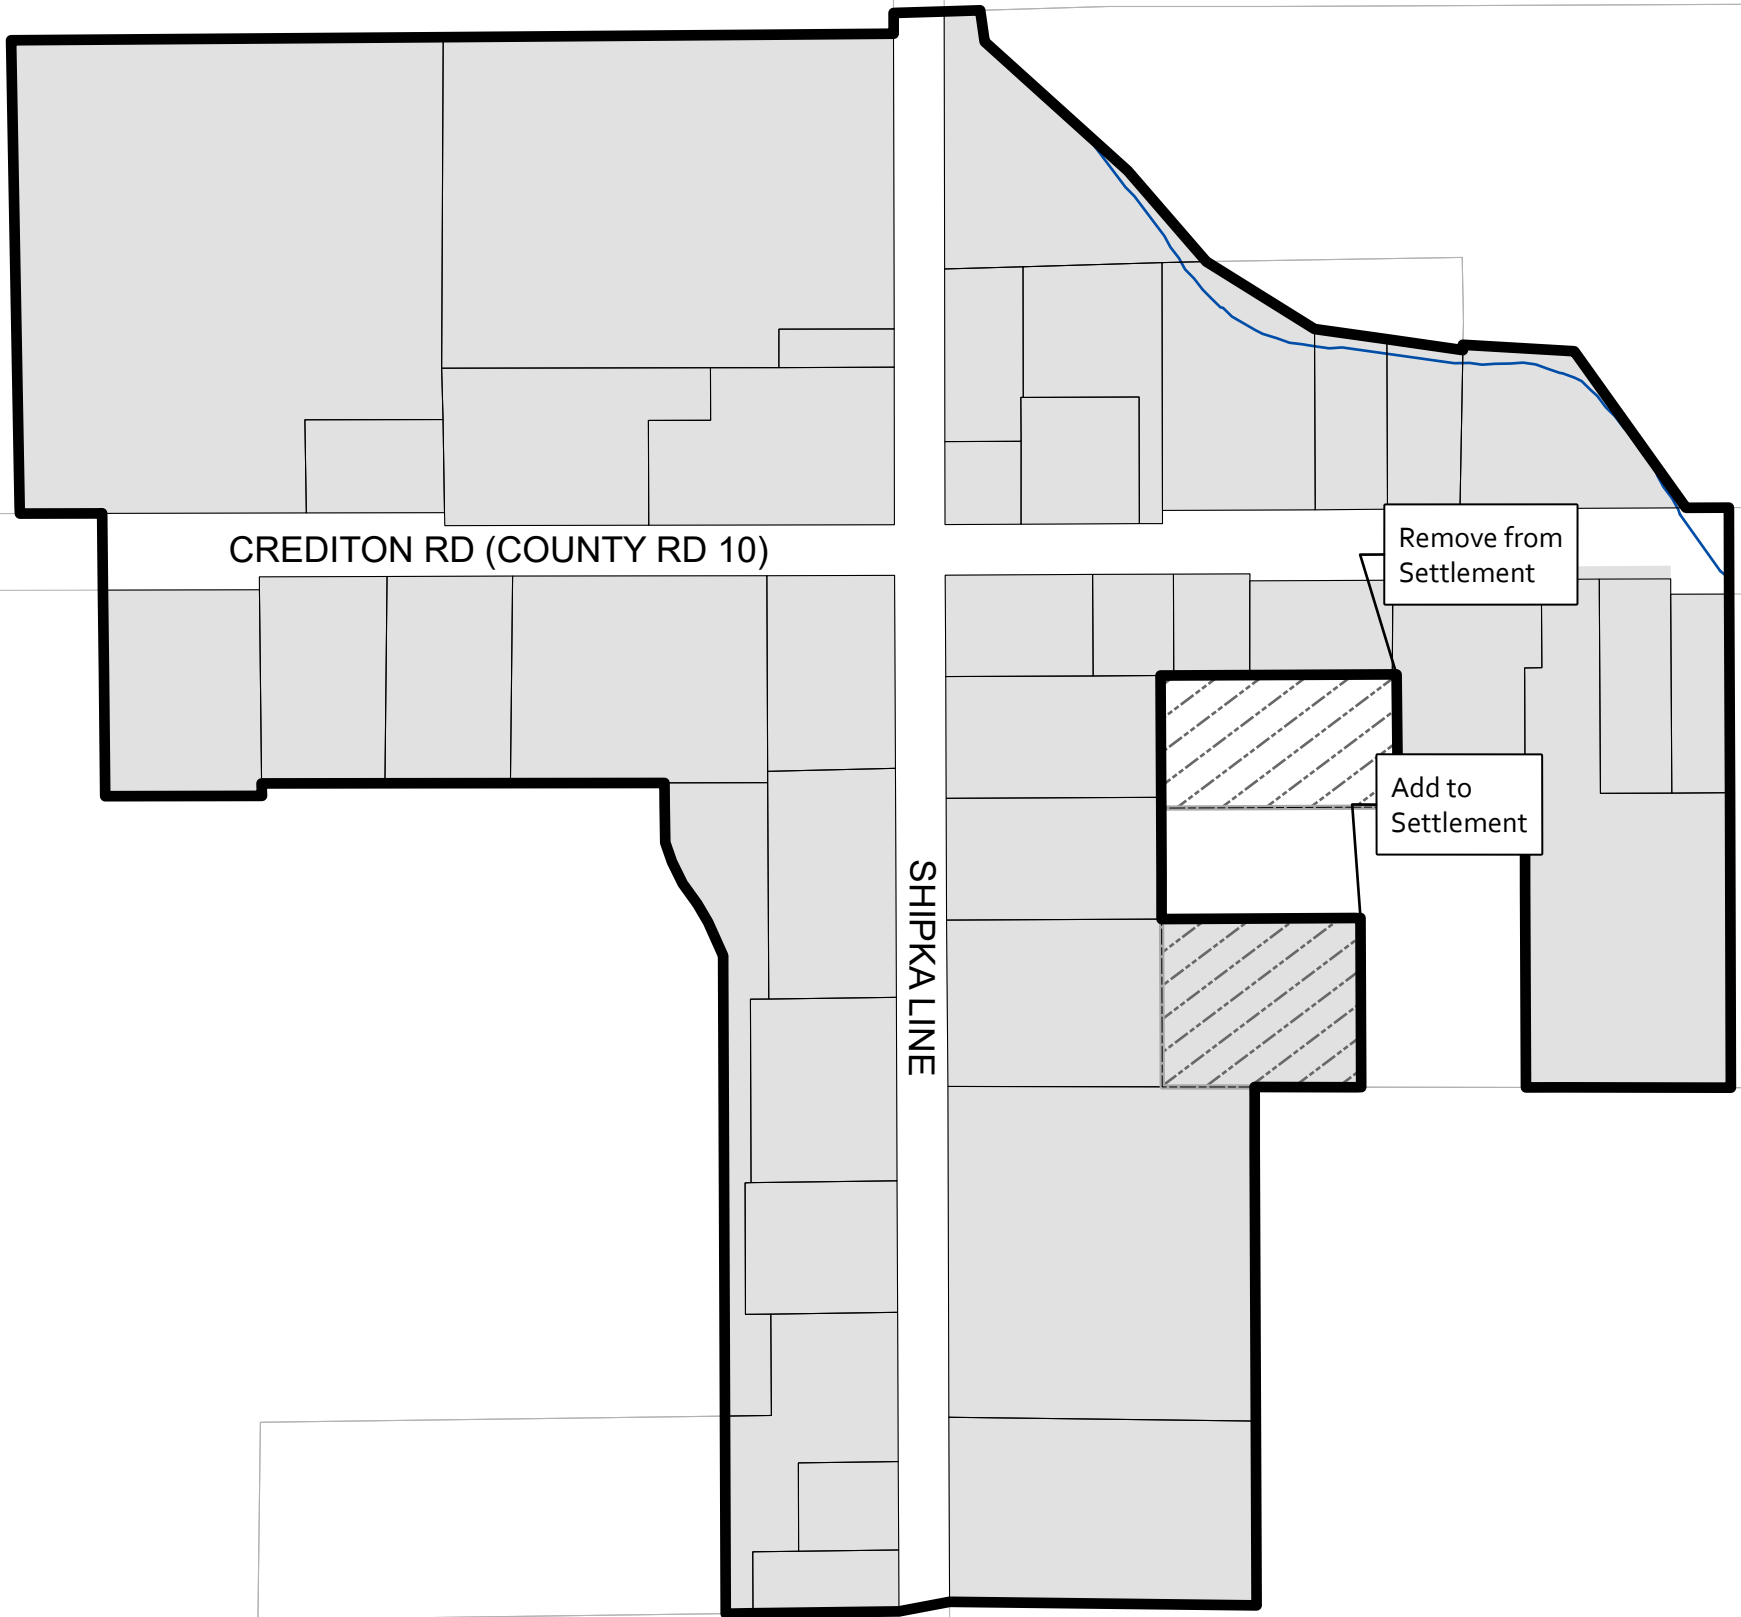 CREDITON RD (COUNTY RD 10)
Remove from
Settlement
Add to
Settlement
SHIPKA LINE